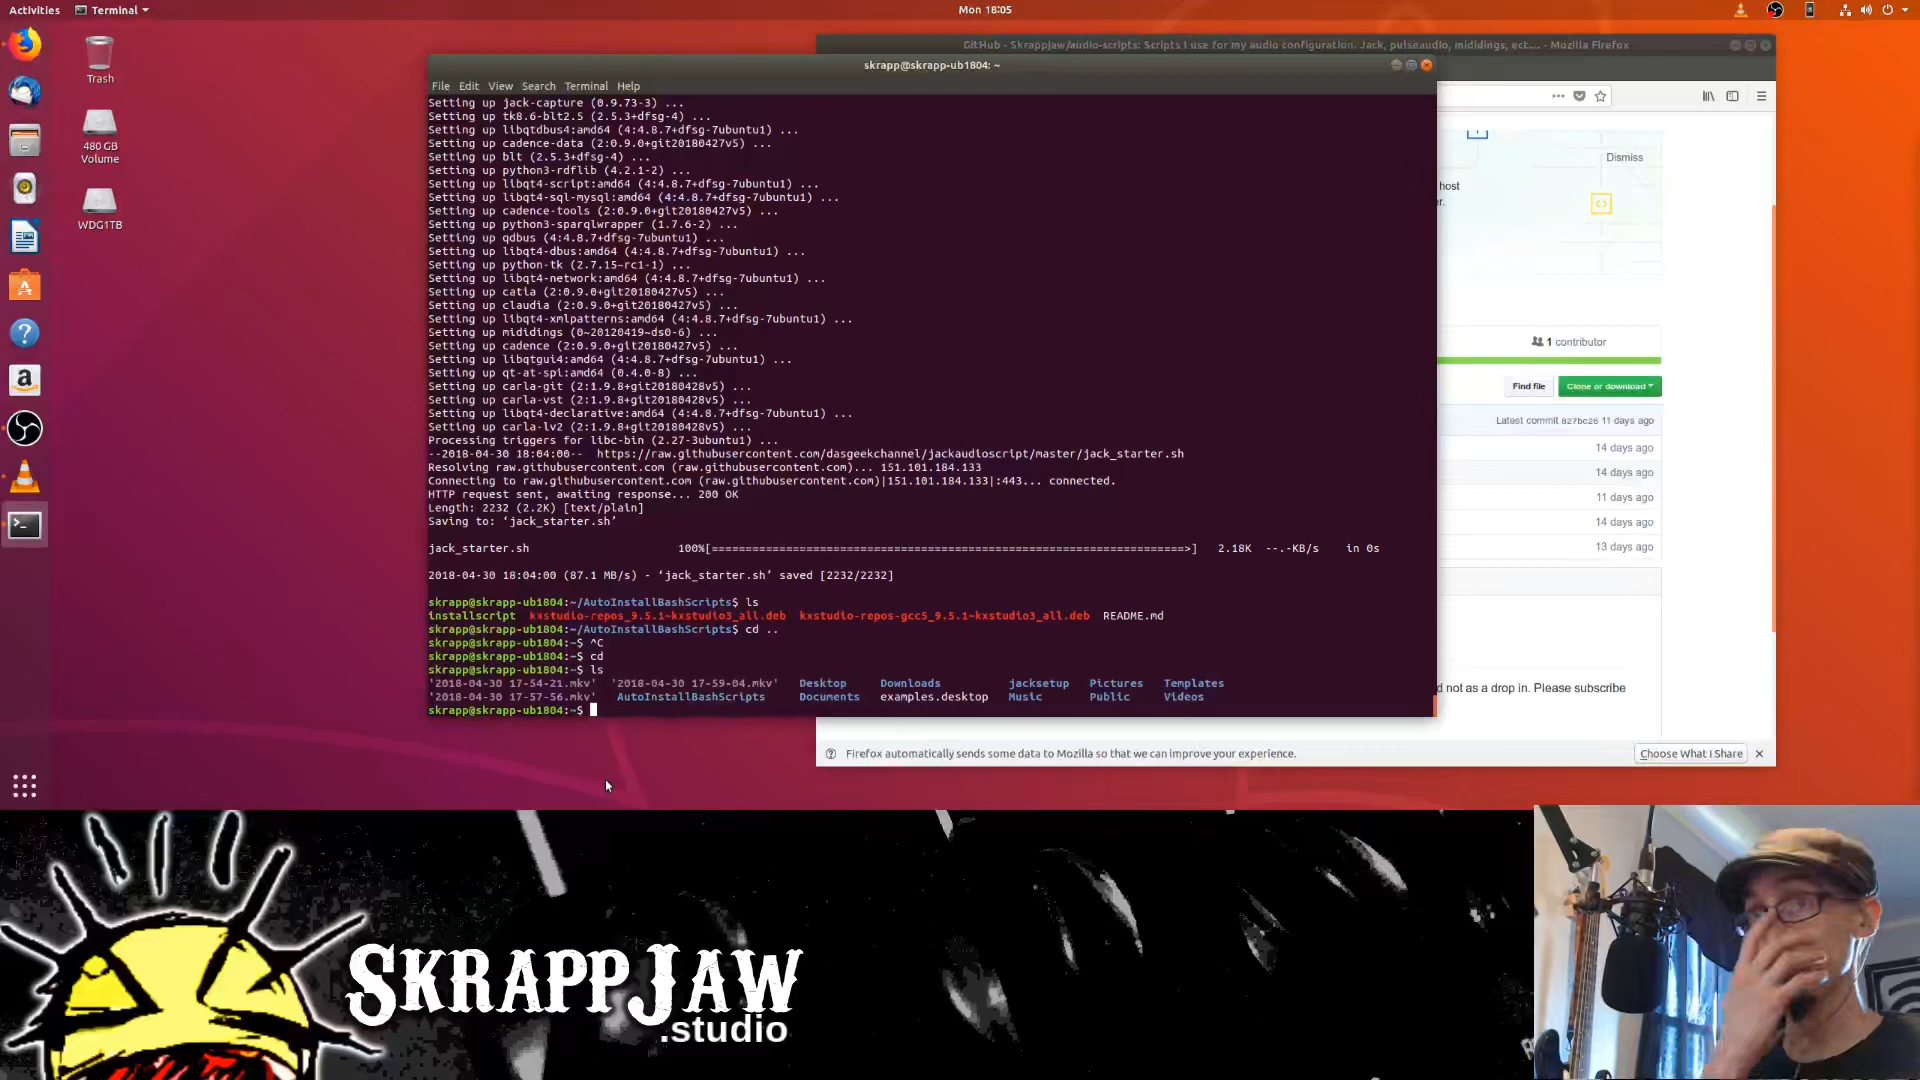 Activities
Terminal
Mon 18:05
Trash
480 GB
Volume
WDG1TB
GitHub - Skrappjaw/audio-scripts: Scripts I use for my audio configuration. Jack, pulseaudio, mididings, ect.... - Mozilla Firefox
skrapp@skrapp-ub1804: ~
File Edit View Search Terminal Help
Setting up jack-capture (0.9.73-3) ...
Setting up tk8.6-blt2.5 (2.5.3+dfsg-4) ...
Setting up libqtdbus4:amd64 (4:4.8.7+dfsg-7ubuntu1) ...
Setting up cadence-data (2:0.9.0+git20180427v5) ...
Setting up blt (2.5.3+dfsg-4) ...
Setting up python3-rdflib (4.2.1-2) ...
Setting up libqt4-script:amd64 (4:4.8.7+dfsg-7ubuntu1) ...
Setting up libqt4-sql-mysql:amd64 (4:4.8.7+dfsg-7ubuntu1) ...
Setting up cadence-tools (2:0.9.0+git20180427v5) ...
Setting up python3-sparqlwrapper (1.7.6-2) ...
Setting up qdbus (4:4.8.7+dfsg-7ubuntu1) ...
Setting up libqt4-dbus:amd64 (4:4.8.7+dfsg-7ubuntu1) ...
Setting up python-tk (2.7.15~rc1-1) ...
Setting up libqt4-network:amd64 (4:4.8.7+dfsg-7ubuntu1) ...
Setting up catia (2:0.9.0+git20180427v5) ...
Setting up claudia (2:0.9.0+git20180427v5) ...
Setting up libqt4-xmlpatterns:amd64 (4:4.8.7+dfsg-7ubuntu1) ...
Setting up mididings (0~20120419~ds0-6) ...
Setting up cadence (2:0.9.0+git20180427v5) ...
Setting up libqtgui4:amd64 (4:4.8.7+dfsg-7ubuntu1) ...
Setting up qt-at-spi:amd64 (0.4.0-8) ...
Setting up carla-git (2:1.9.8+git20180428v5) ...
Setting up carla-vst (2:1.9.8+git20180428v5) ...
Setting up libqt4-declarative:amd64 (4:4.8.7+dfsg-7ubuntu1) ...
Setting up carla-lv2 (2:1.9.8+git20180428v5) ...
Processing triggers for libc-bin (2.27-3ubuntu1) ...
--2018-04-30 18:04:00-- https://raw.githubusercontent.com/dasgeekchannel/jackaudioscript/master/jack_starter.sh
Resolving raw.githubusercontent.com (raw.githubusercontent.com)... 151.101.184.133
Connecting to raw.githubusercontent.com (raw.githubusercontent.com)|151.101.184.133|:443... connected.
HTTP request sent, awaiting response... 200 OK
Length: 2232 (2.2K) [text/plain]
Saving to: ‘jack_starter.sh’
jack_starter.sh 100%[=====================================================================>] 2.18K --.-KB/s in 0s
2018-04-30 18:04:00 (87.1 MB/s) - ‘jack_starter.sh’ saved [2232/2232]
skrapp@skrapp-ub1804:~/AutoInstallBashScripts$ ls
installscript kxstudio-repos_9.5.1~kxstudio3_all.deb kxstudio-repos-gcc5_9.5.1~kxstudio3_all.deb README.md
skrapp@skrapp-ub1804:~/AutoInstallBashScripts$ cd ..
skrapp@skrapp-ub1804:~$ ^C
skrapp@skrapp-ub1804:~$ cd
skrapp@skrapp-ub1804:~$ ls
'2018-04-30 17-54-21.mkv' '2018-04-30 17-59-04.mkv' Desktop Downloads jacksetup Pictures Templates
'2018-04-30 17-57-56.mkv' AutoInstallBashScripts Documents examples.desktop Music Public Videos
skrapp@skrapp-ub1804:~$
Dismiss
host
r.
1 contributor
Find file
Clone or download
Latest commit 827bc26 11 days ago
14 days ago
14 days ago
11 days ago
14 days ago
13 days ago
d not as a drop in. Please subscribe
Firefox automatically sends some data to Mozilla so that we can improve your experience.
Choose What I Share
SKRAPPJAW
.studio